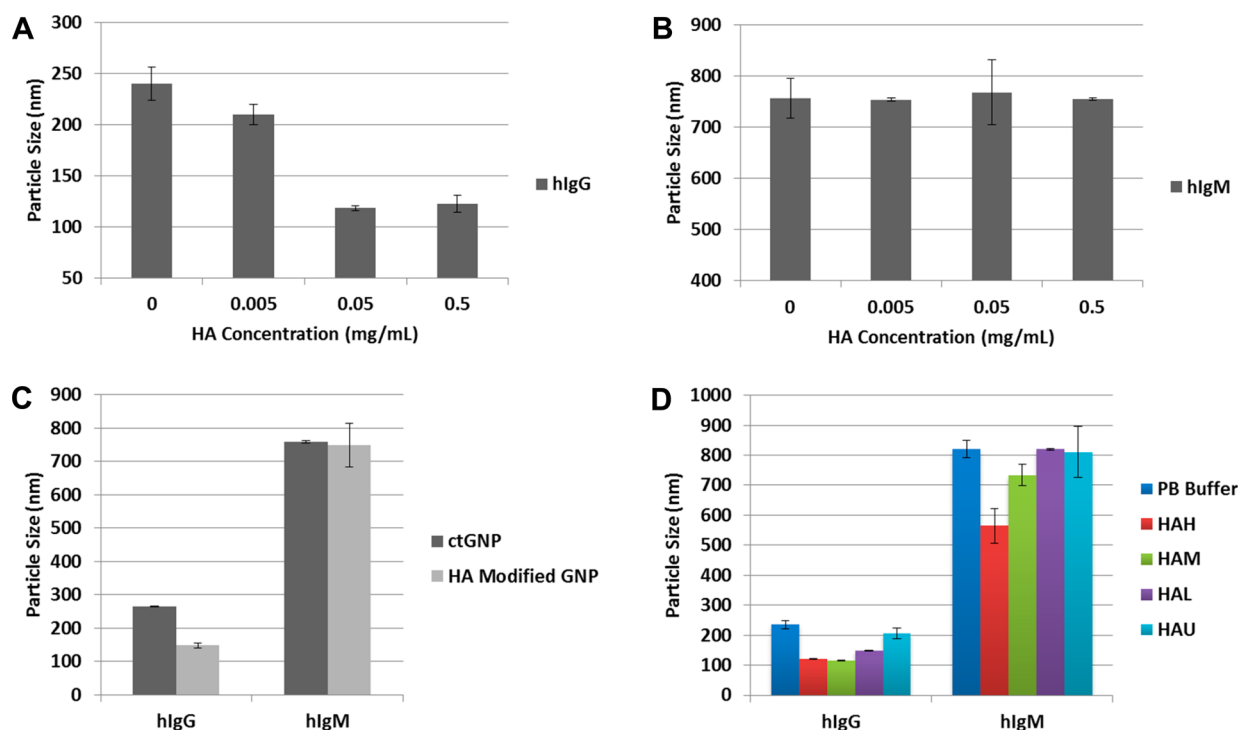 A
Particle Size (nm)
300
250
200
150
100
50
0 0.005 0.05 0.5
HA Concentration (mg/mL)
hIgG
B
Particle Size (nm)
900
800
700
600
500
400
0 0.005 0.05 0.5
HA Concentration (mg/mL)
hIgM
C
Particle Size (nm)
900
800
700
600
500
400
300
200
100
0
hIgG hIgM
ctGNP
HA Modified GNP
D
Particle Size (nm)
1000
900
800
700
600
500
400
300
200
100
0
hIgG hIgM
PB Buffer
HAH
HAM
HAL
HAU